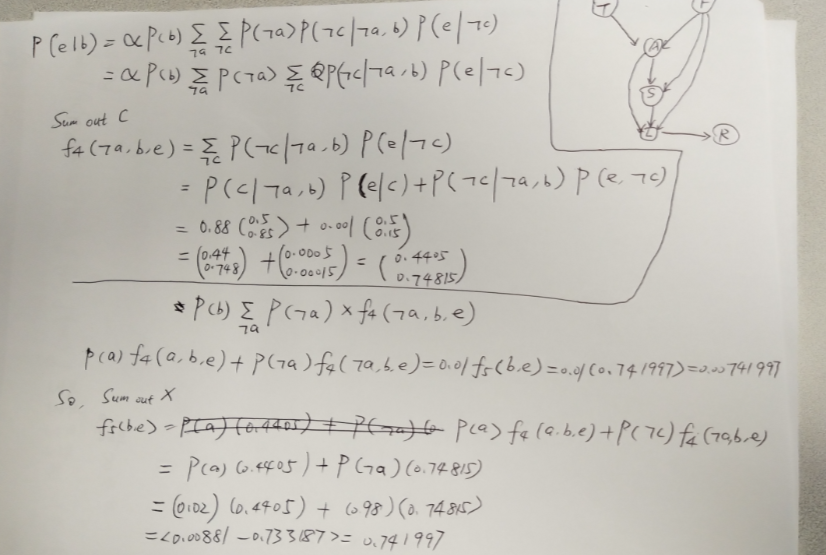 P(e|b) = αP(b) Σ¬a Σ¬c P(¬a) P(¬c|¬a,b) P(e|¬c)
= αP(b) Σ¬a P(¬a) Σ¬c P(¬c|¬a,b) P(e|¬c)
A
S
L
R
Sum out C
f4(¬a,b,e) = Σ¬c P(¬c|¬a,b) P(e|¬c)
= P(c|¬a,b) P(e|c) + P(¬c|¬a,b) P(e,¬c)
= 0.88 (0.5 0.85) + 0.001 (0.5 0.15)
= (0.44 0.748) + (0.0005 0.00015) = (0.4405 0.74815)
* P(b) Σ¬a P(¬a) × f4(¬a,b,e)
P(a) f4(a,b,e) + P(¬a) f4(¬a,b,e) = 0.01 f5(b,e) = 0.01 (0.741997) = 0.00741997
So, Sum out X
f5(b,e) = P(a) f4(a.b,e) + P(¬c) f4(¬a,b,e)
= P(a) (0.4405) + P(¬a) (0.74815)
= (0.02) (0.4405) + (0.98) (0.74815)
= <0.00881 - 0.733187> = 0.741997